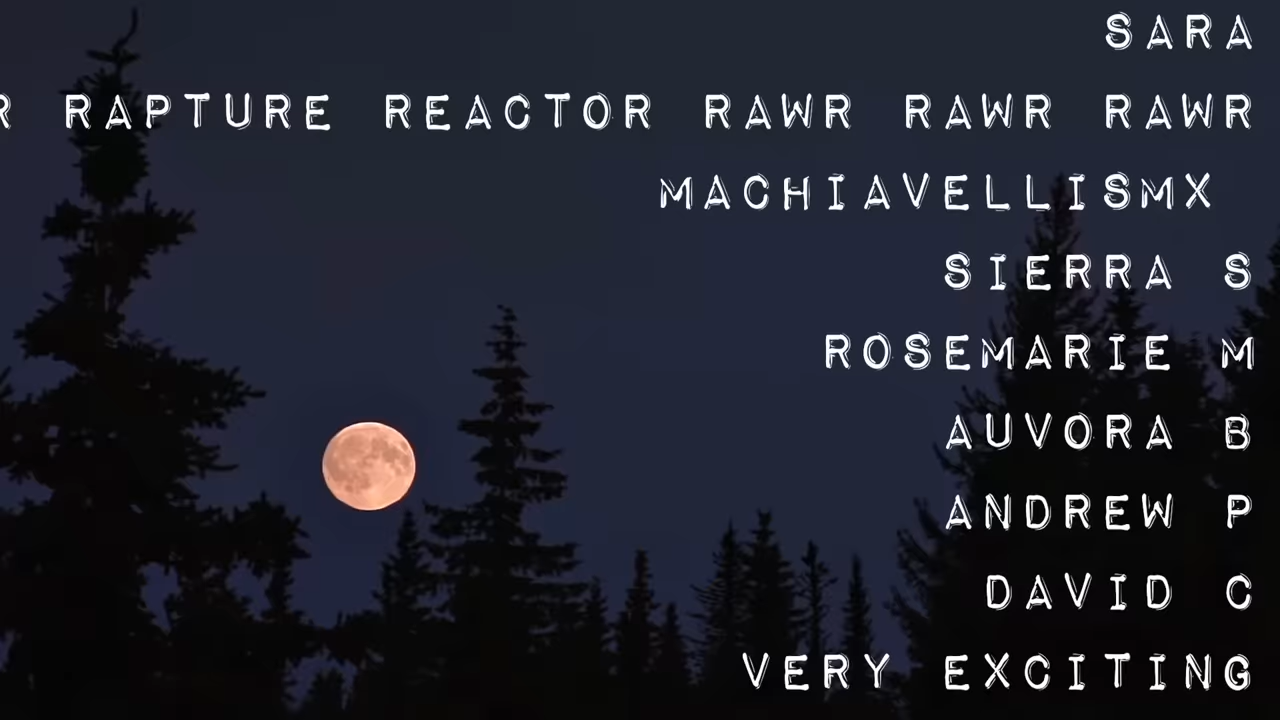 SARA
R RAPTURE REACTOR RAWR RAWR RAWR
MACHIAVELLISMX
SIERRA S
ROSEMARIE M
AUVORA B
ANDREW P
DAVID C
VERY EXCITING